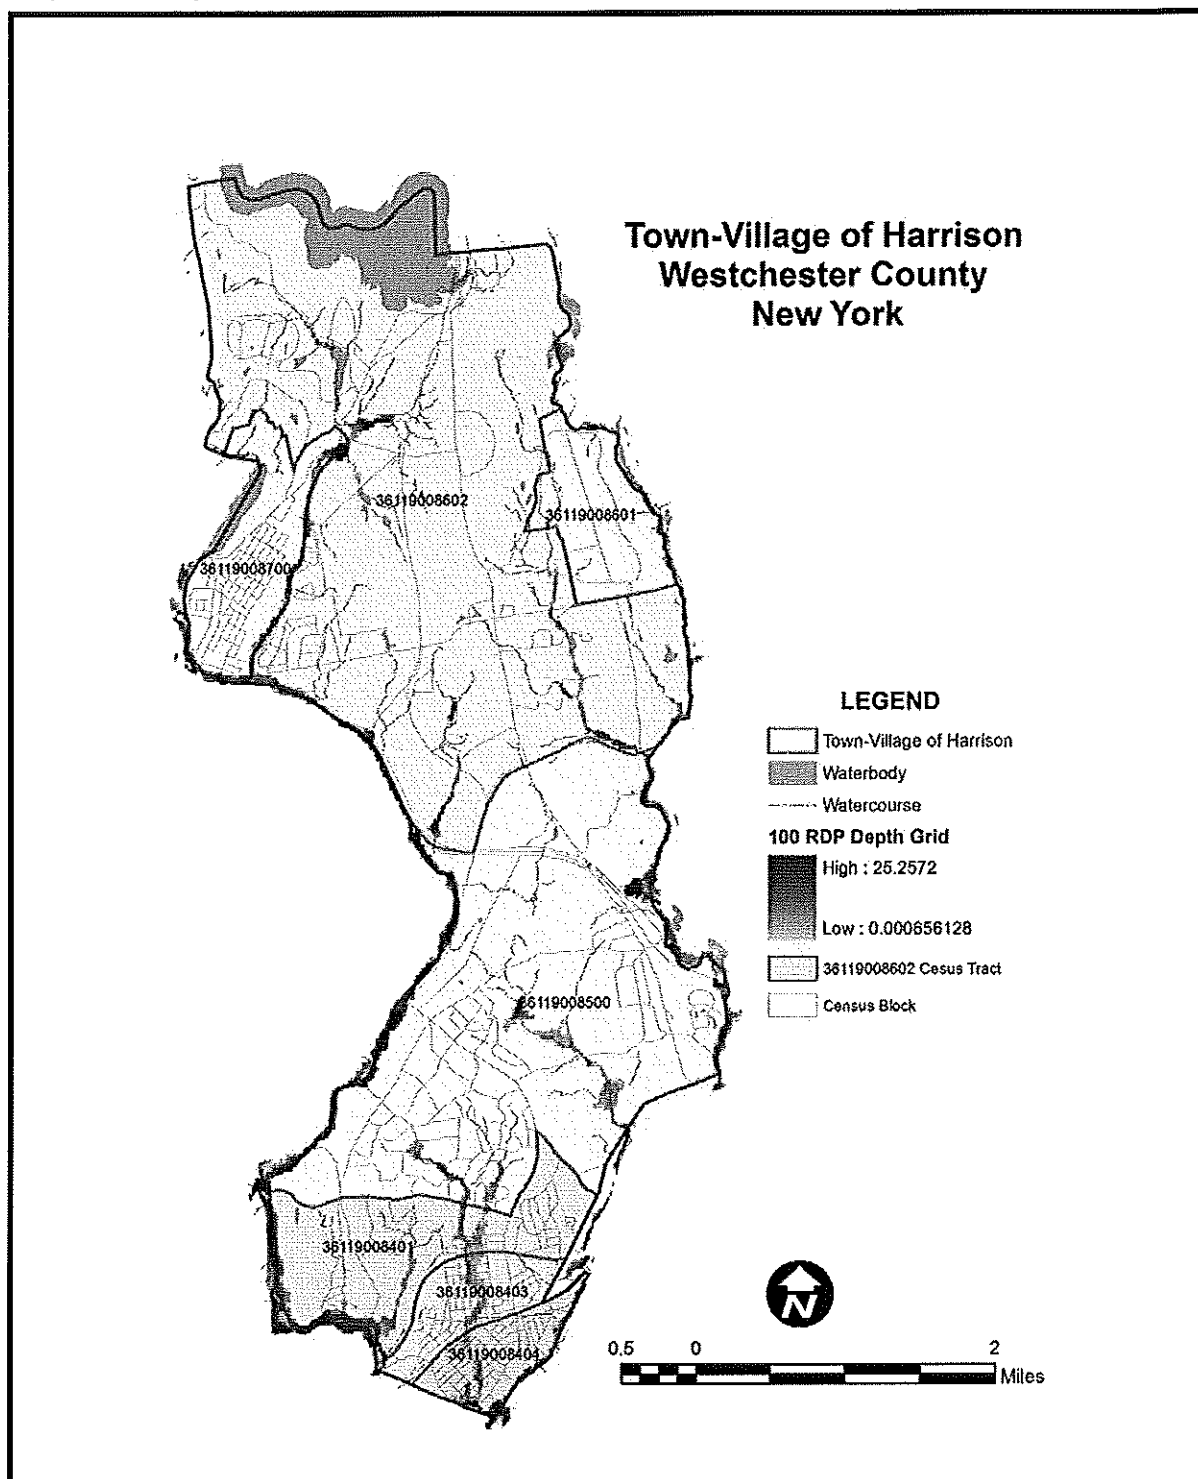 Town-Village of Harrison
Westchester County
New York
36119008602
36119008601
36119008700
LEGEND
Town-Village of Harrison
Waterbody
Watercourse
100 RDP Depth Grid
High : 25.2572
Low : 0.000656128
36119008602 Cesus Tract
Census Block
36119008500
36119008401
36119008403
36119008404
N
0.5 0 2
Miles